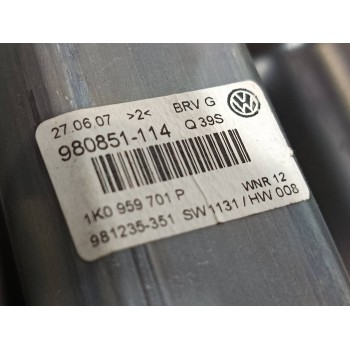 27.06.07 >2< BRV G
980851-114 Q 39S
1K0 959 701 P WNR 12
981235-351 SW1131 / HW 008